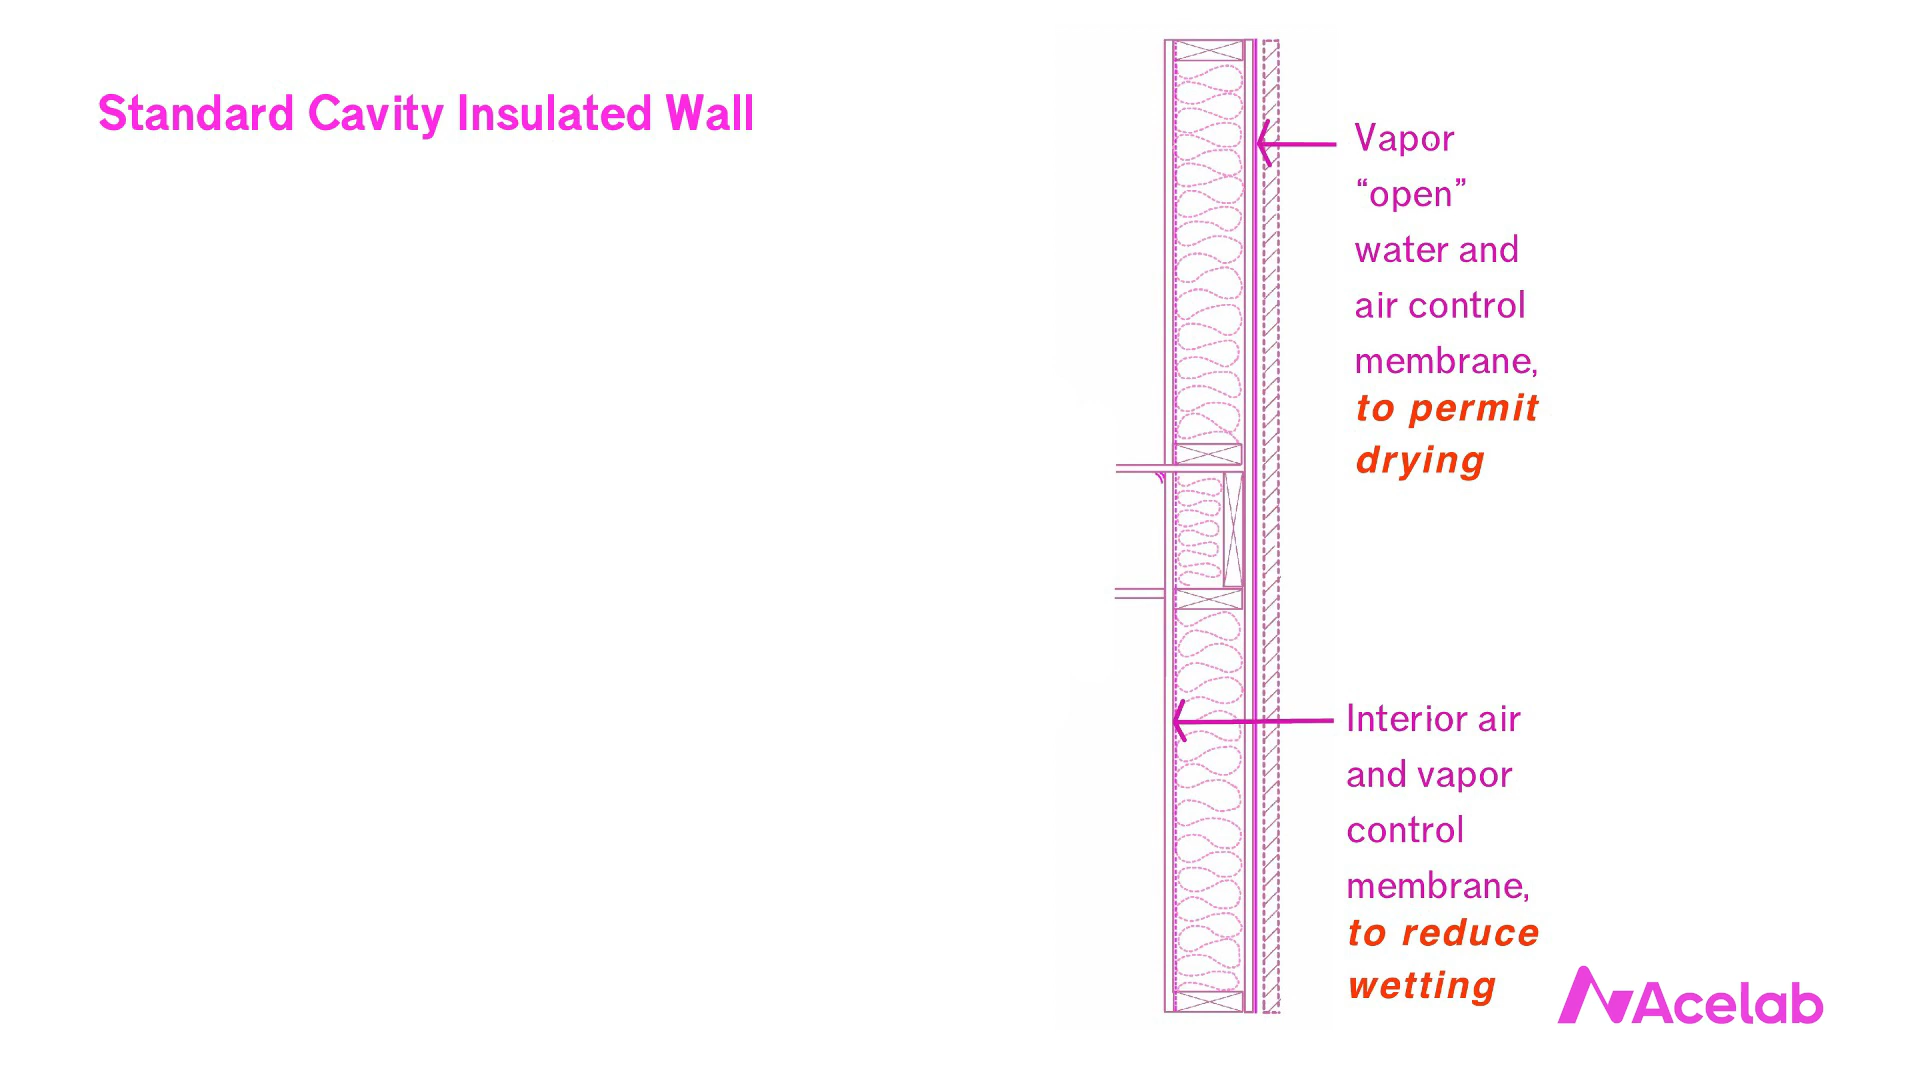 Standard Cavity Insulated Wall
Vapor
“open”
water and
air control
membrane,
to permit
drying
Interior air
and vapor
control
membrane,
to reduce
wetting
Acelab